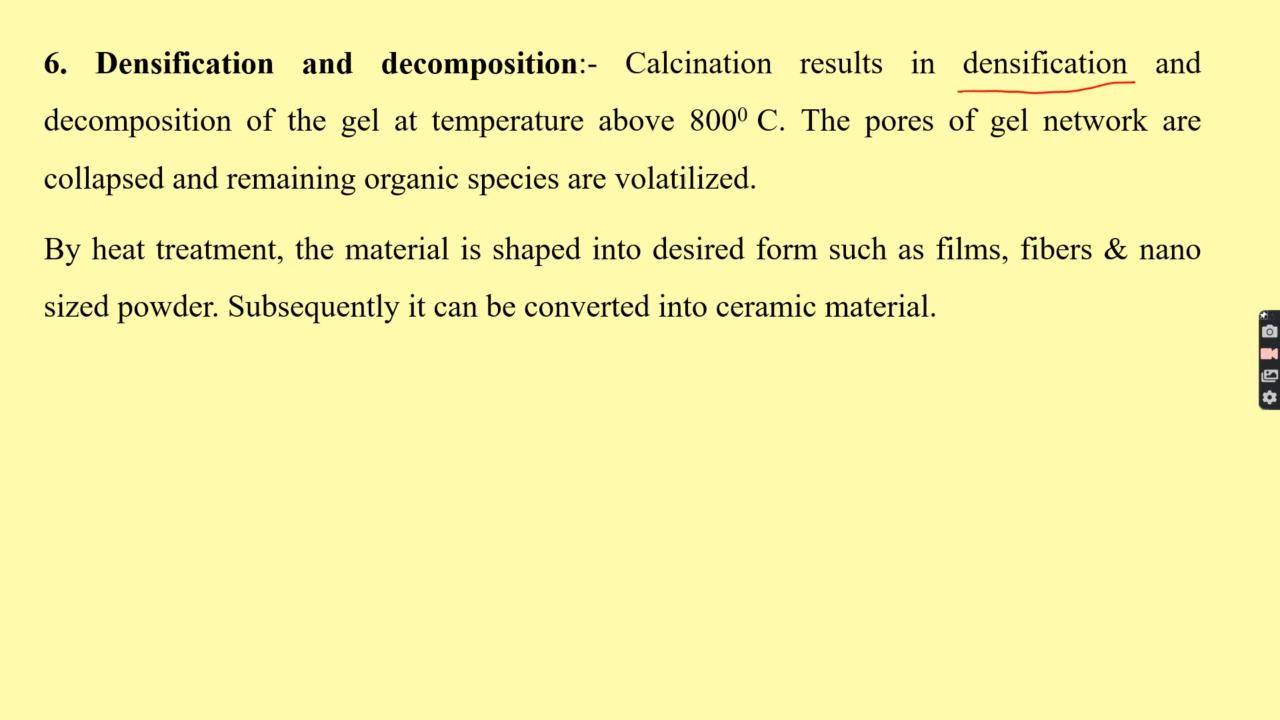 6. Densification and decomposition:- Calcination results in densification and
decomposition of the gel at temperature above 800⁰ C. The pores of gel network are
collapsed and remaining organic species are volatilized.
By heat treatment, the material is shaped into desired form such as films, fibers & nano
sized powder. Subsequently it can be converted into ceramic material.